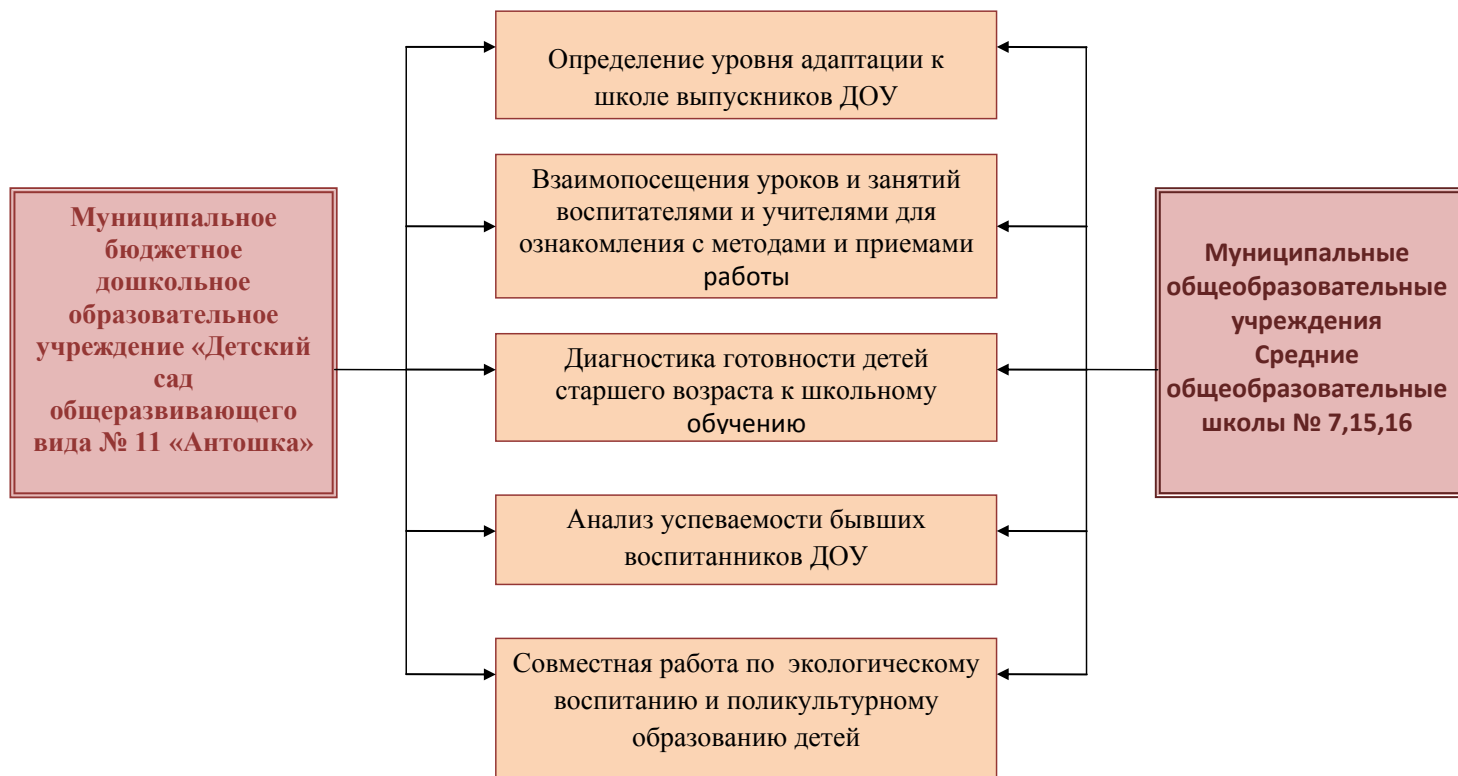 Определение уровня адаптации к
школе выпускников ДОУ
Взаимопосещения уроков и занятий
воспитателями и учителями для
ознакомления с методами и приемами
работы
Муниципальное
бюджетное
дошкольное
образовательное
учреждение «Детский
сад
общеразвивающего
вида № 11 «Антошка»
Муниципальные
общеобразовательные
учреждения
Средние
общеобразовательные
школы № 7,15,16
Диагностика готовности детей
старшего возраста к школьному
обучению
Анализ успеваемости бывших
воспитанников ДОУ
Совместная работа по экологическому
воспитанию и поликультурному
образованию детей